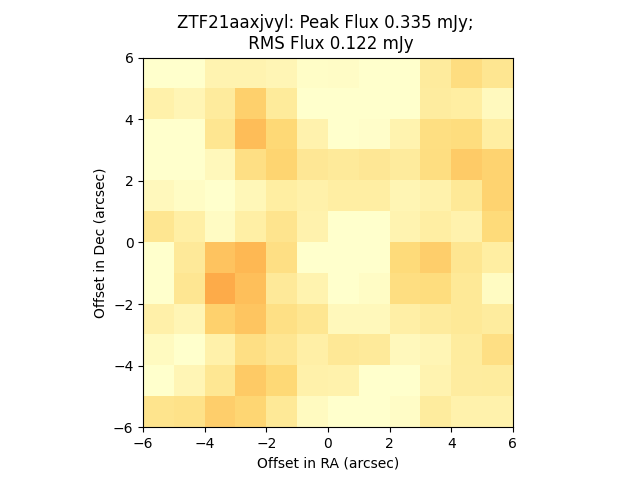 ZTF21aaxjvyl: Peak Flux 0.335 mJy;
RMS Flux 0.122 mJy
6
4
2
0
−2
−4
−6
Offset in Dec (arcsec)
−6 −4 −2 0 2 4 6
Offset in RA (arcsec)